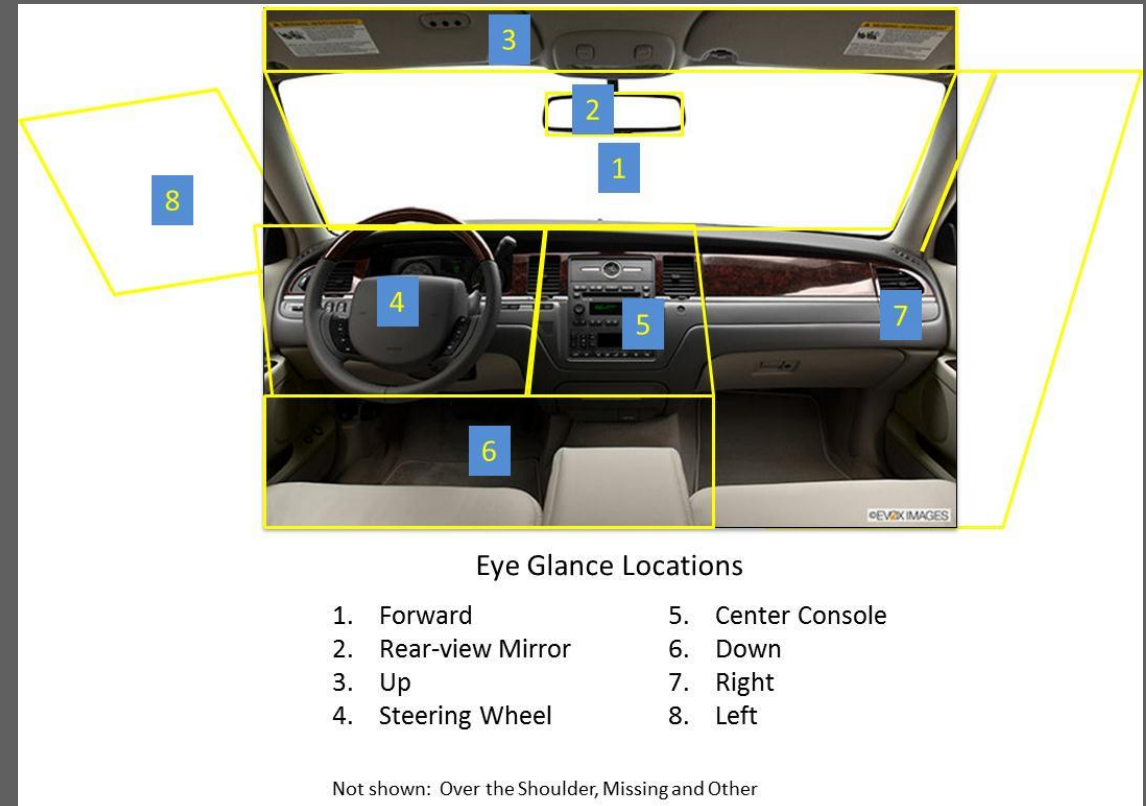 3
2
1
8
4
5
7
6
©EVOX IMAGES
Eye Glance Locations
1. Forward
2. Rear-view Mirror
3. Up
4. Steering Wheel
5. Center Console
6. Down
7. Right
8. Left
Not shown: Over the Shoulder, Missing and Other